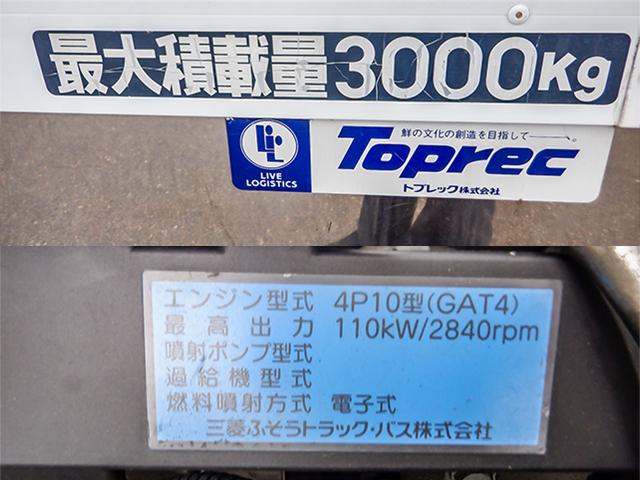 最大積載量3000Kg
鮮の文化の創造を目指して
LIVE
LOGISTICS
Toprec
トプレック株式会社
エンジン型式 4P10型(GAT4)
最高出力 110kW/2840rpm
噴射ポンプ型式
過給機型式
燃料噴射方式 電子式
三菱ふそうトラック・バス株式会社